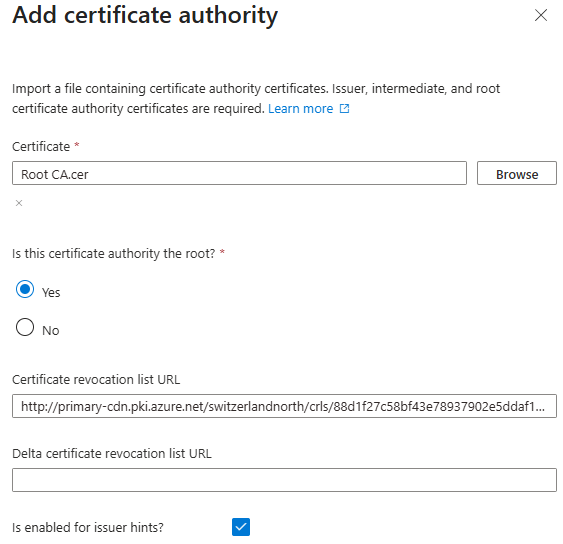 Add certificate authority
Import a file containing certificate authority certificates. Issuer, intermediate, and root
certificate authority certificates are required. Learn more
Certificate *
Root CA.cer
Browse
Is this certificate authority the root? *
Yes
No
Certificate revocation list URL
http://primary-cdn.pki.azure.net/switzerlandnorth/crls/88d1f27c58bf43e78937902e5ddaf1...
Delta certificate revocation list URL
Is enabled for issuer hints?